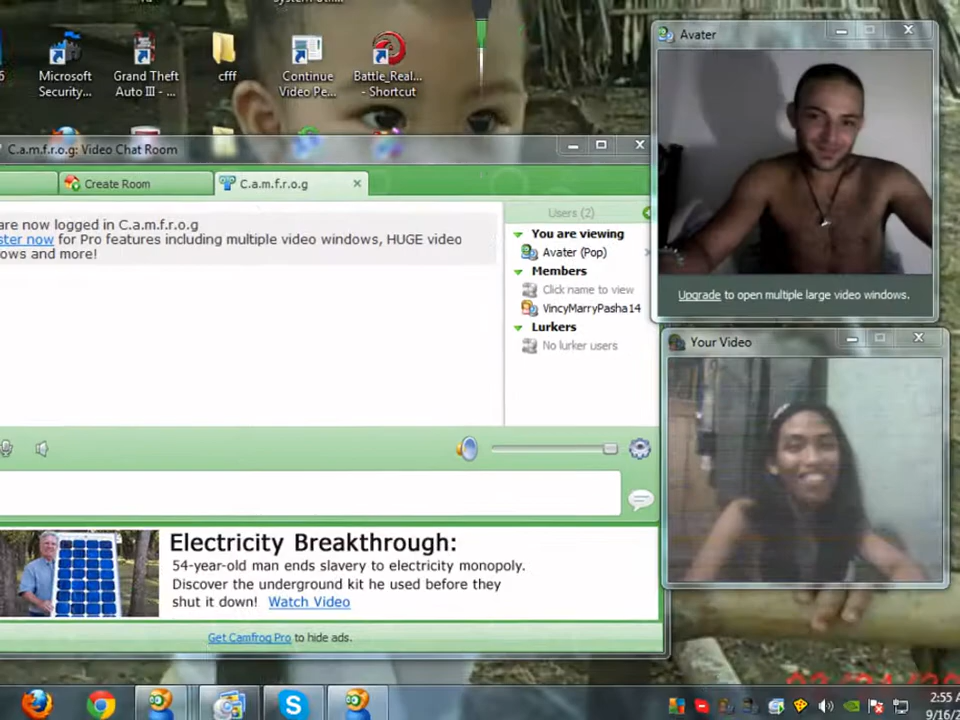 System Util...
6
Microsoft
Security...
Grand Theft
Auto III - ...
cfff
Continue
Video Pe...
Battle_Real...
- Shortcut
C.a.m.f.r.o.g: Video Chat Room
Create Room
C.a.m.f.r.o.g
are now logged in C.a.m.f.r.o.g
ster now for Pro features including multiple video windows, HUGE video
ows and more!
Users (2)
You are viewing
Avater (Pop)
Members
Click name to view
VincyMarryPasha14
Lurkers
No lurker users
Avater
Upgrade to open multiple large video windows.
Your Video
Electricity Breakthrough:
54-year-old man ends slavery to electricity monopoly.
Discover the underground kit he used before they
shut it down! Watch Video
Get Camfrog Pro to hide ads.
2:55 A
9/16/2